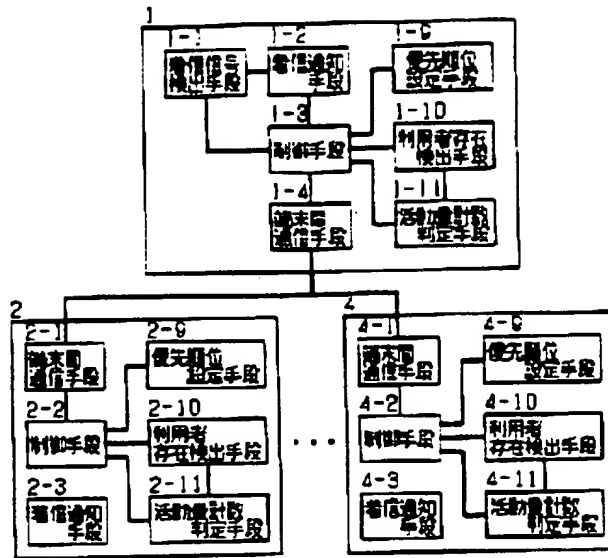 1
1-1
1-2
1-9
着信信号
検出手段
着信通知
手段
優先順位
設定手段
1-3
1-10
制御手段
利用者存在
検出手段
1-4
1-11
端末間
通信手段
活動量計数
判定手段
2
2-1
2-9
端末間
通信手段
優先順位
設定手段
2-2
2-10
制御手段
利用者
存在検出手段
2-3
2-11
着信通知
手段
活動量計数
判定手段
...
4
4-1
4-9
端末間
通信手段
優先順位
設定手段
4-2
4-10
制御手段
利用者
存在検出手段
4-3
4-11
着信通知
手段
活動量計数
判定手段